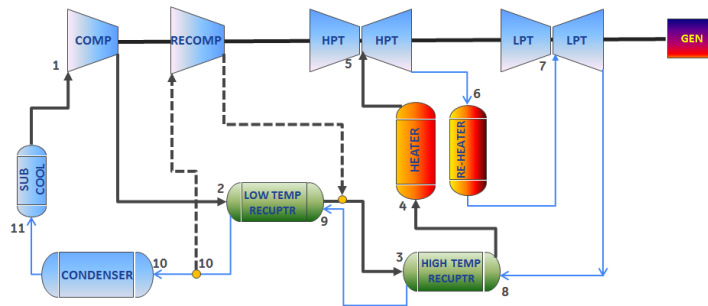 COMP
RECOMP
HPT
HPT
LPT
LPT
GEN
1
5
7
6
SUB
COOL
HEATER
RE-HEATER
2
LOW TEMP
RECUPTR
9
4
11
10
10
CONDENSER
3
HIGH TEMP
RECUPTR
8